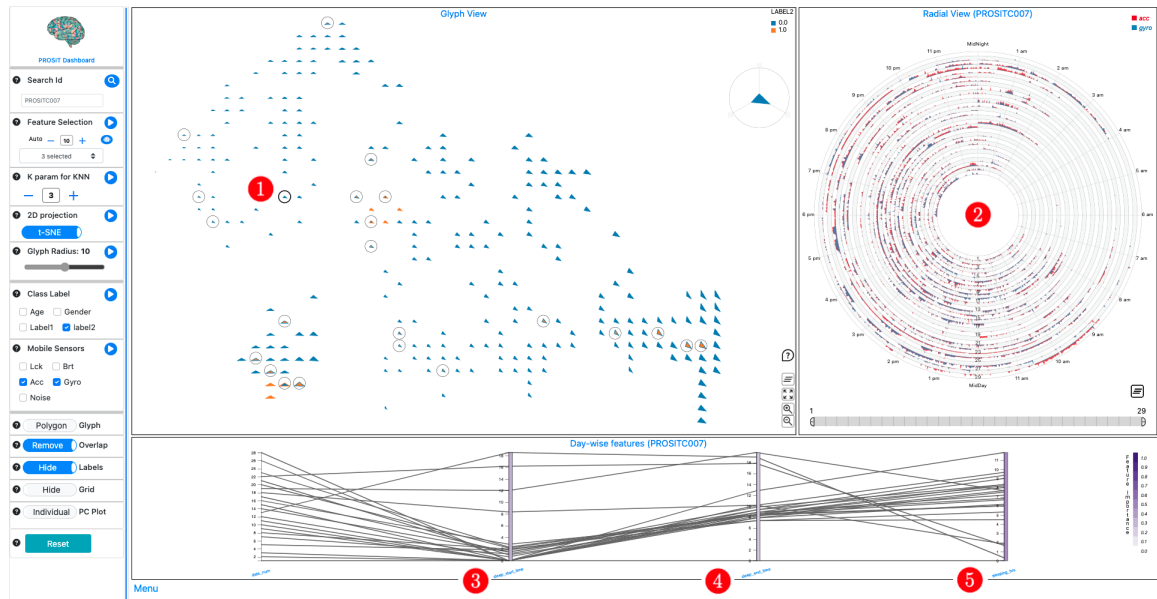 PROSIT Dashboard
Search Id
PROSITC007
Feature Selection
Auto
10
3 selected
K param for KNN
3
2D projection
t-SNE
Glyph Radius: 10
Class Label
Age
Gender
Label1
label2
Mobile Sensors
Lck
Brt
Acc
Gyro
Noise
Polygon
Glyph
Remove
Overlap
Hide
Labels
Hide
Grid
Individual
PC Plot
Reset
Glyph View
LABEL2
0.0
1.0
1
Radial View (PROSITC007)
acc
gyro
MidNight
1 am
2 am
3 am
4 am
5 am
6 am
7 am
8 am
9 am
10 am
11 am
MidDay
1 pm
2 pm
3 pm
4 pm
5 pm
6 pm
7 pm
8 pm
9 pm
10 pm
11 pm
2
1
29
Day-wise features (PROSITC007)
date_num
sleep_start_time
sleep_end_time
sleeping_hrs
3
4
5
Feature Importance
1.0
0.9
0.8
0.7
0.6
0.5
0.4
0.3
0.2
0.1
0.0
Menu